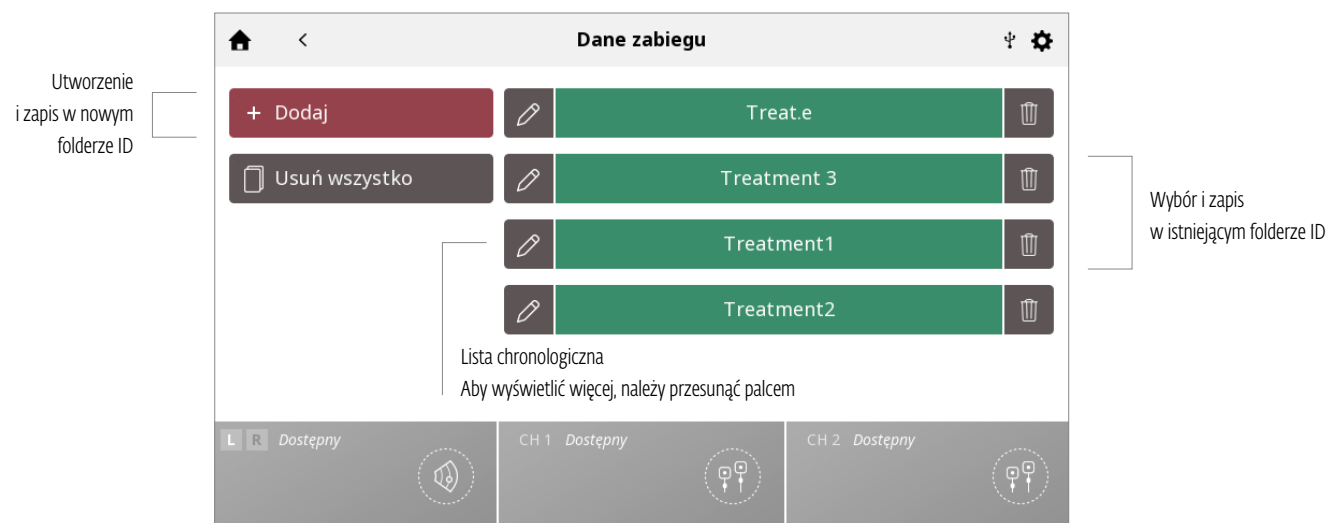 Dane zabiegu
Utworzenie
i zapis w nowym
folderze ID
+ Dodaj
Usuń wszystko
Treat.e
Treatment 3
Treatment1
Treatment2
Wybór i zapis
w istniejącym folderze ID
Lista chronologiczna
Aby wyświetlić więcej, należy przesunąć palcem
L R Dostępny
CH 1 Dostępny
CH 2 Dostępny